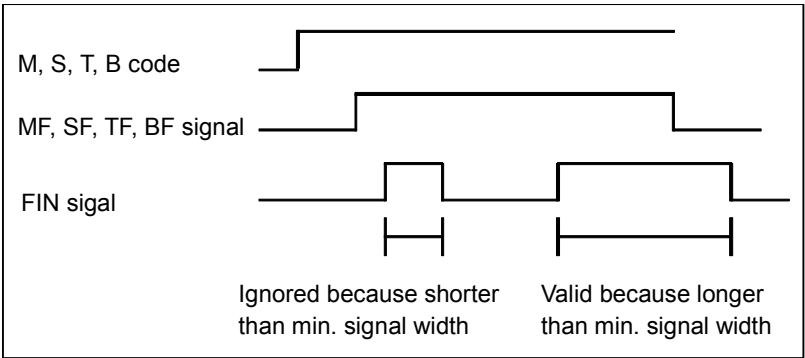 M, S, T, B code
MF, SF, TF, BF signal
FIN sigal
Ignored because shorter
than min. signal width
Valid because longer
than min. signal width